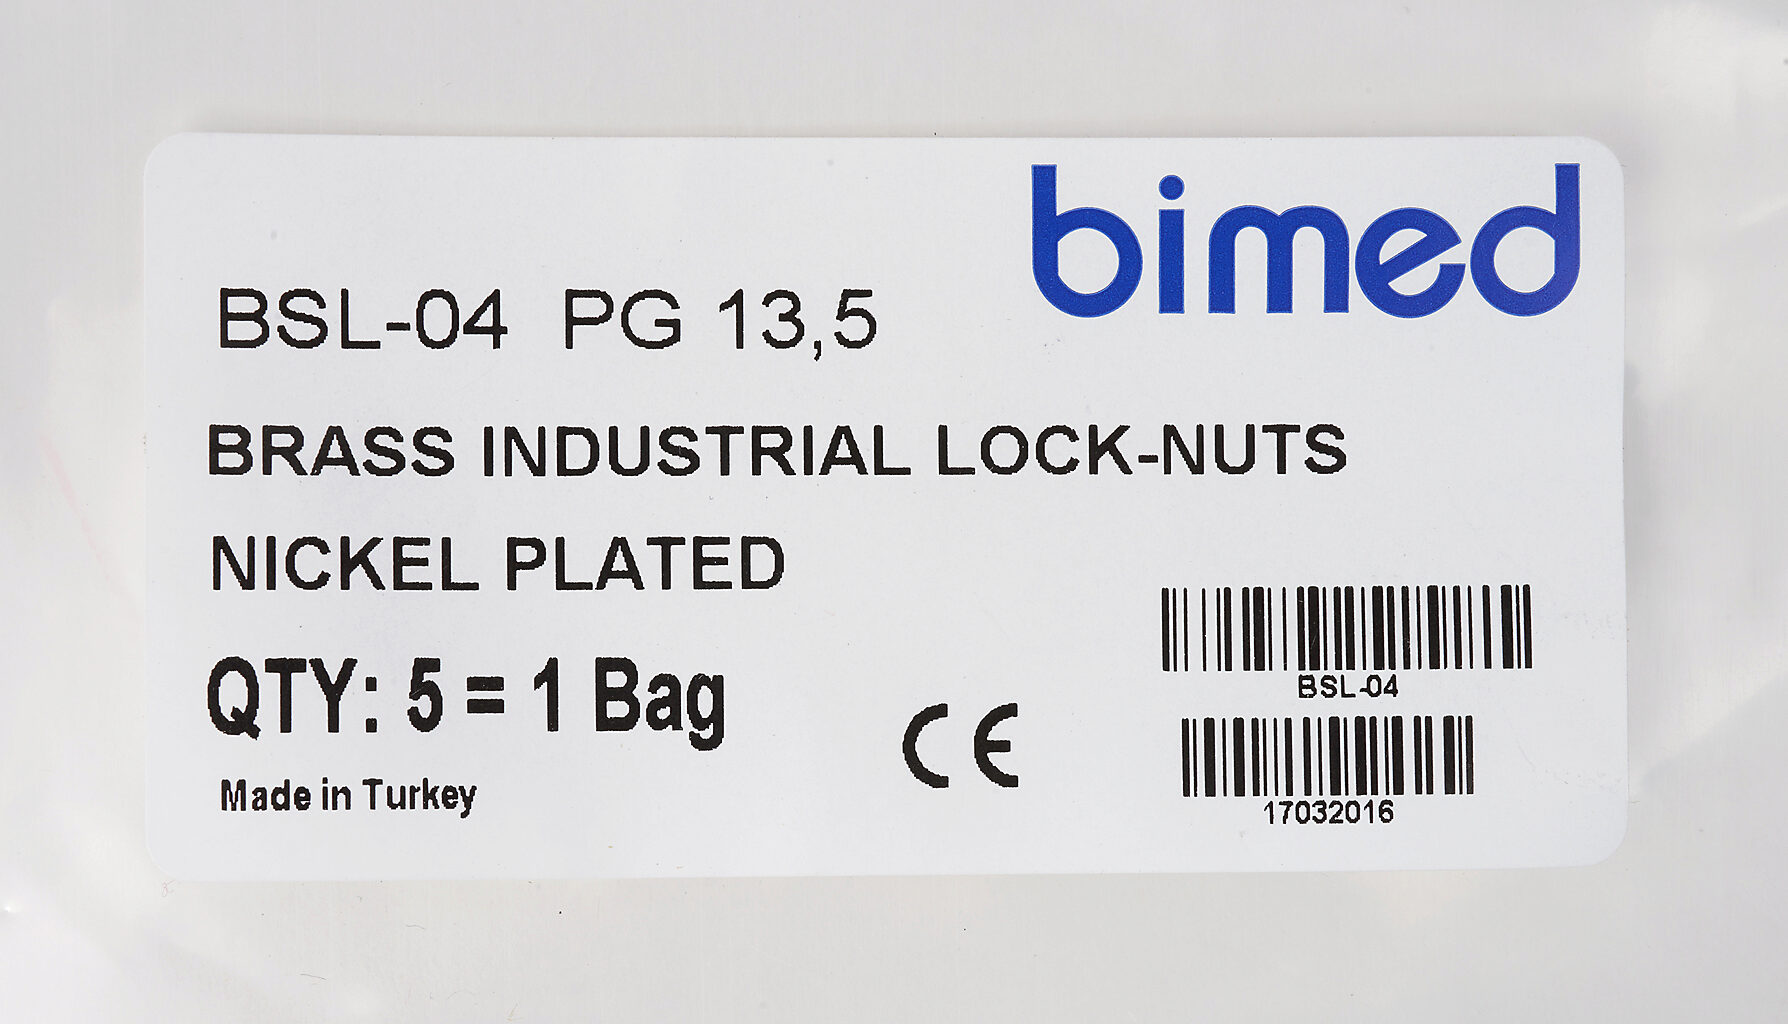 bimed
BSL-04 PG 13,5
BRASS INDUSTRIAL LOCK-NUTS
NICKEL PLATED
QTY: 5 = 1 Bag
Made in Turkey
CE
BSL-04
17032016